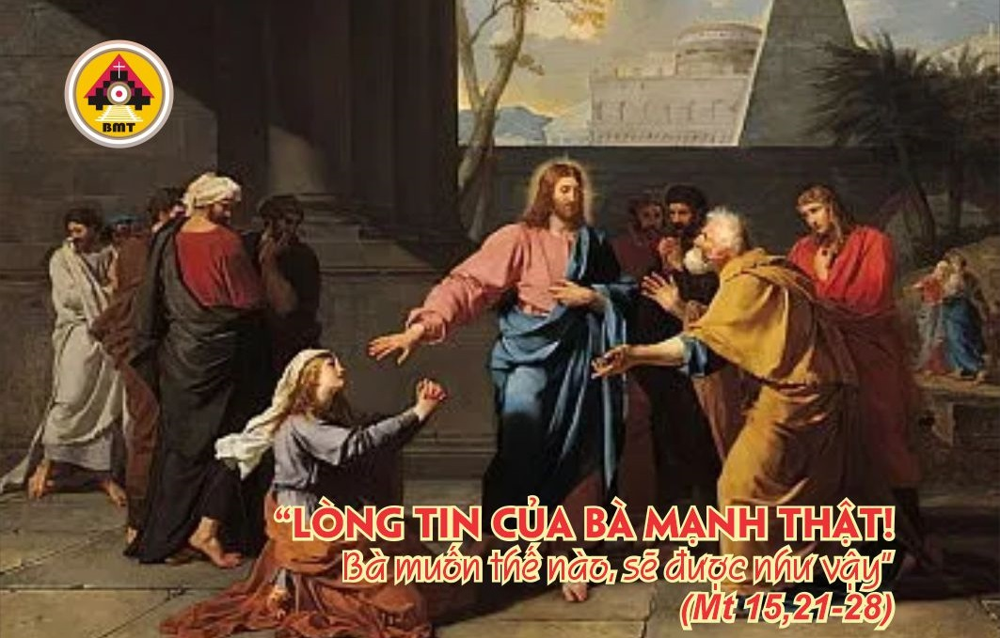 BMT
“LÒNG TIN CỦA BÀ MẠNH THẬT!
Bà muốn thế nào, sẽ được như vậy”
(Mt 15,21-28)